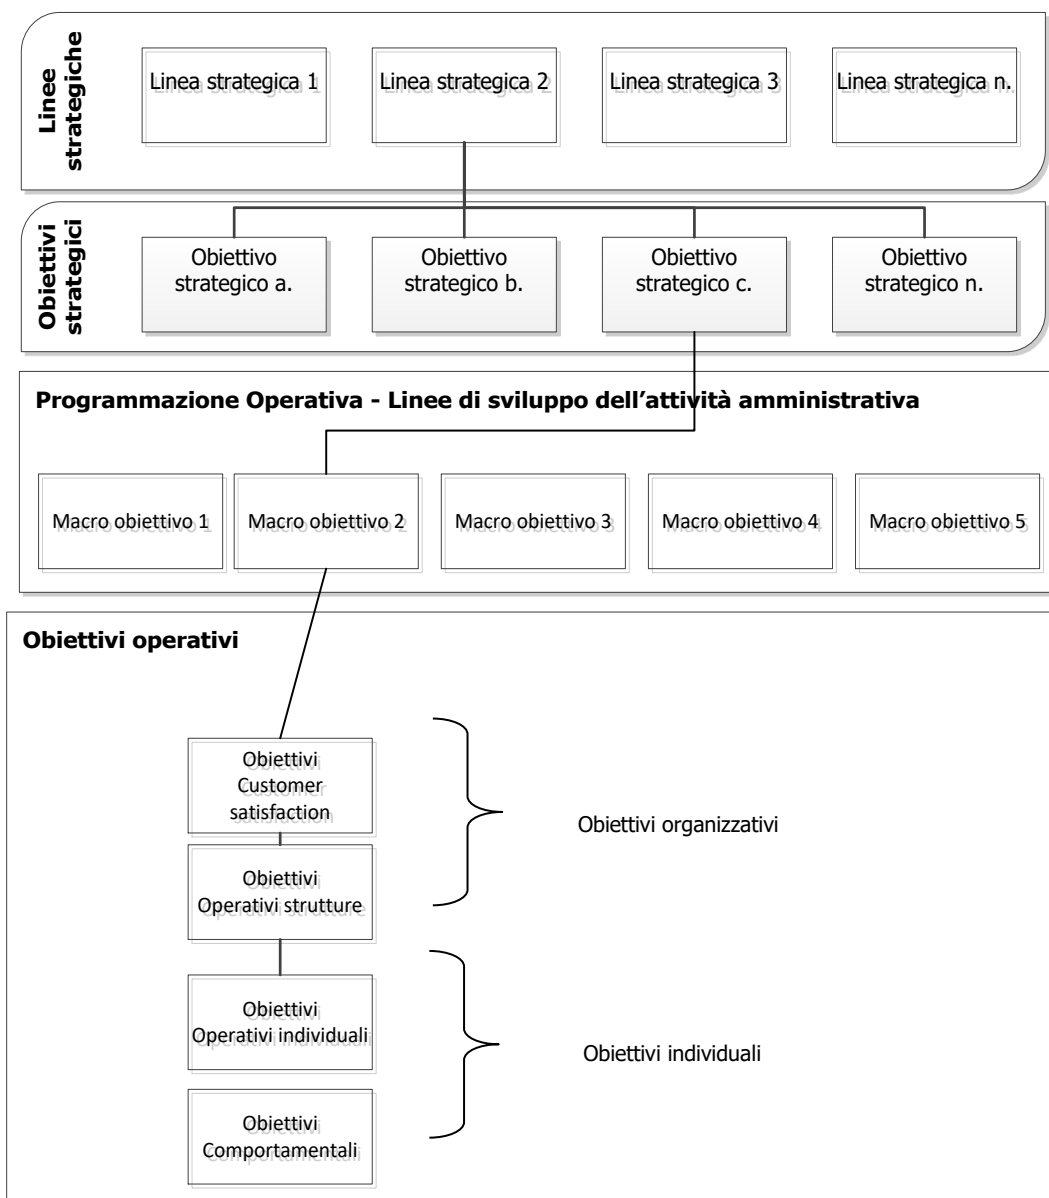 Linee
strategiche
Linea strategica 1
Linea strategica 2
Linea strategica 3
Linea strategica n.
Obiettivi
strategici
Obiettivo
strategico a.
Obiettivo
strategico b.
Obiettivo
strategico c.
Obiettivo
strategico n.
Programmazione Operativa - Linee di sviluppo dell’attività amministrativa
Macro obiettivo 1
Macro obiettivo 2
Macro obiettivo 3
Macro obiettivo 4
Macro obiettivo 5
Obiettivi operativi
Obiettivi
Customer
satisfaction
Obiettivi
Operativi strutture
Obiettivi organizzativi
Obiettivi
Operativi individuali
Obiettivi
Comportamentali
Obiettivi individuali